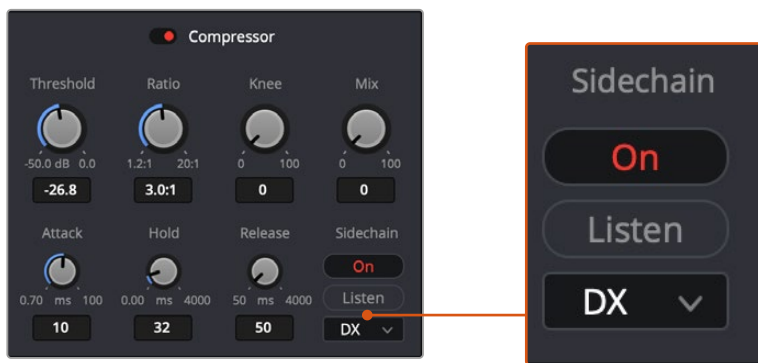 Compressor
Threshold Ratio Knee Mix
-50.0 dB 0.0 1.2:1 20:1 0 100 0 100
-26.8 3.0:1 0 0
Attack Hold Release Sidechain
On
0.70 ms 100 0.00 ms 4000 50 ms 4000 Listen
10 32 50 DX
Sidechain
On
Listen
DX